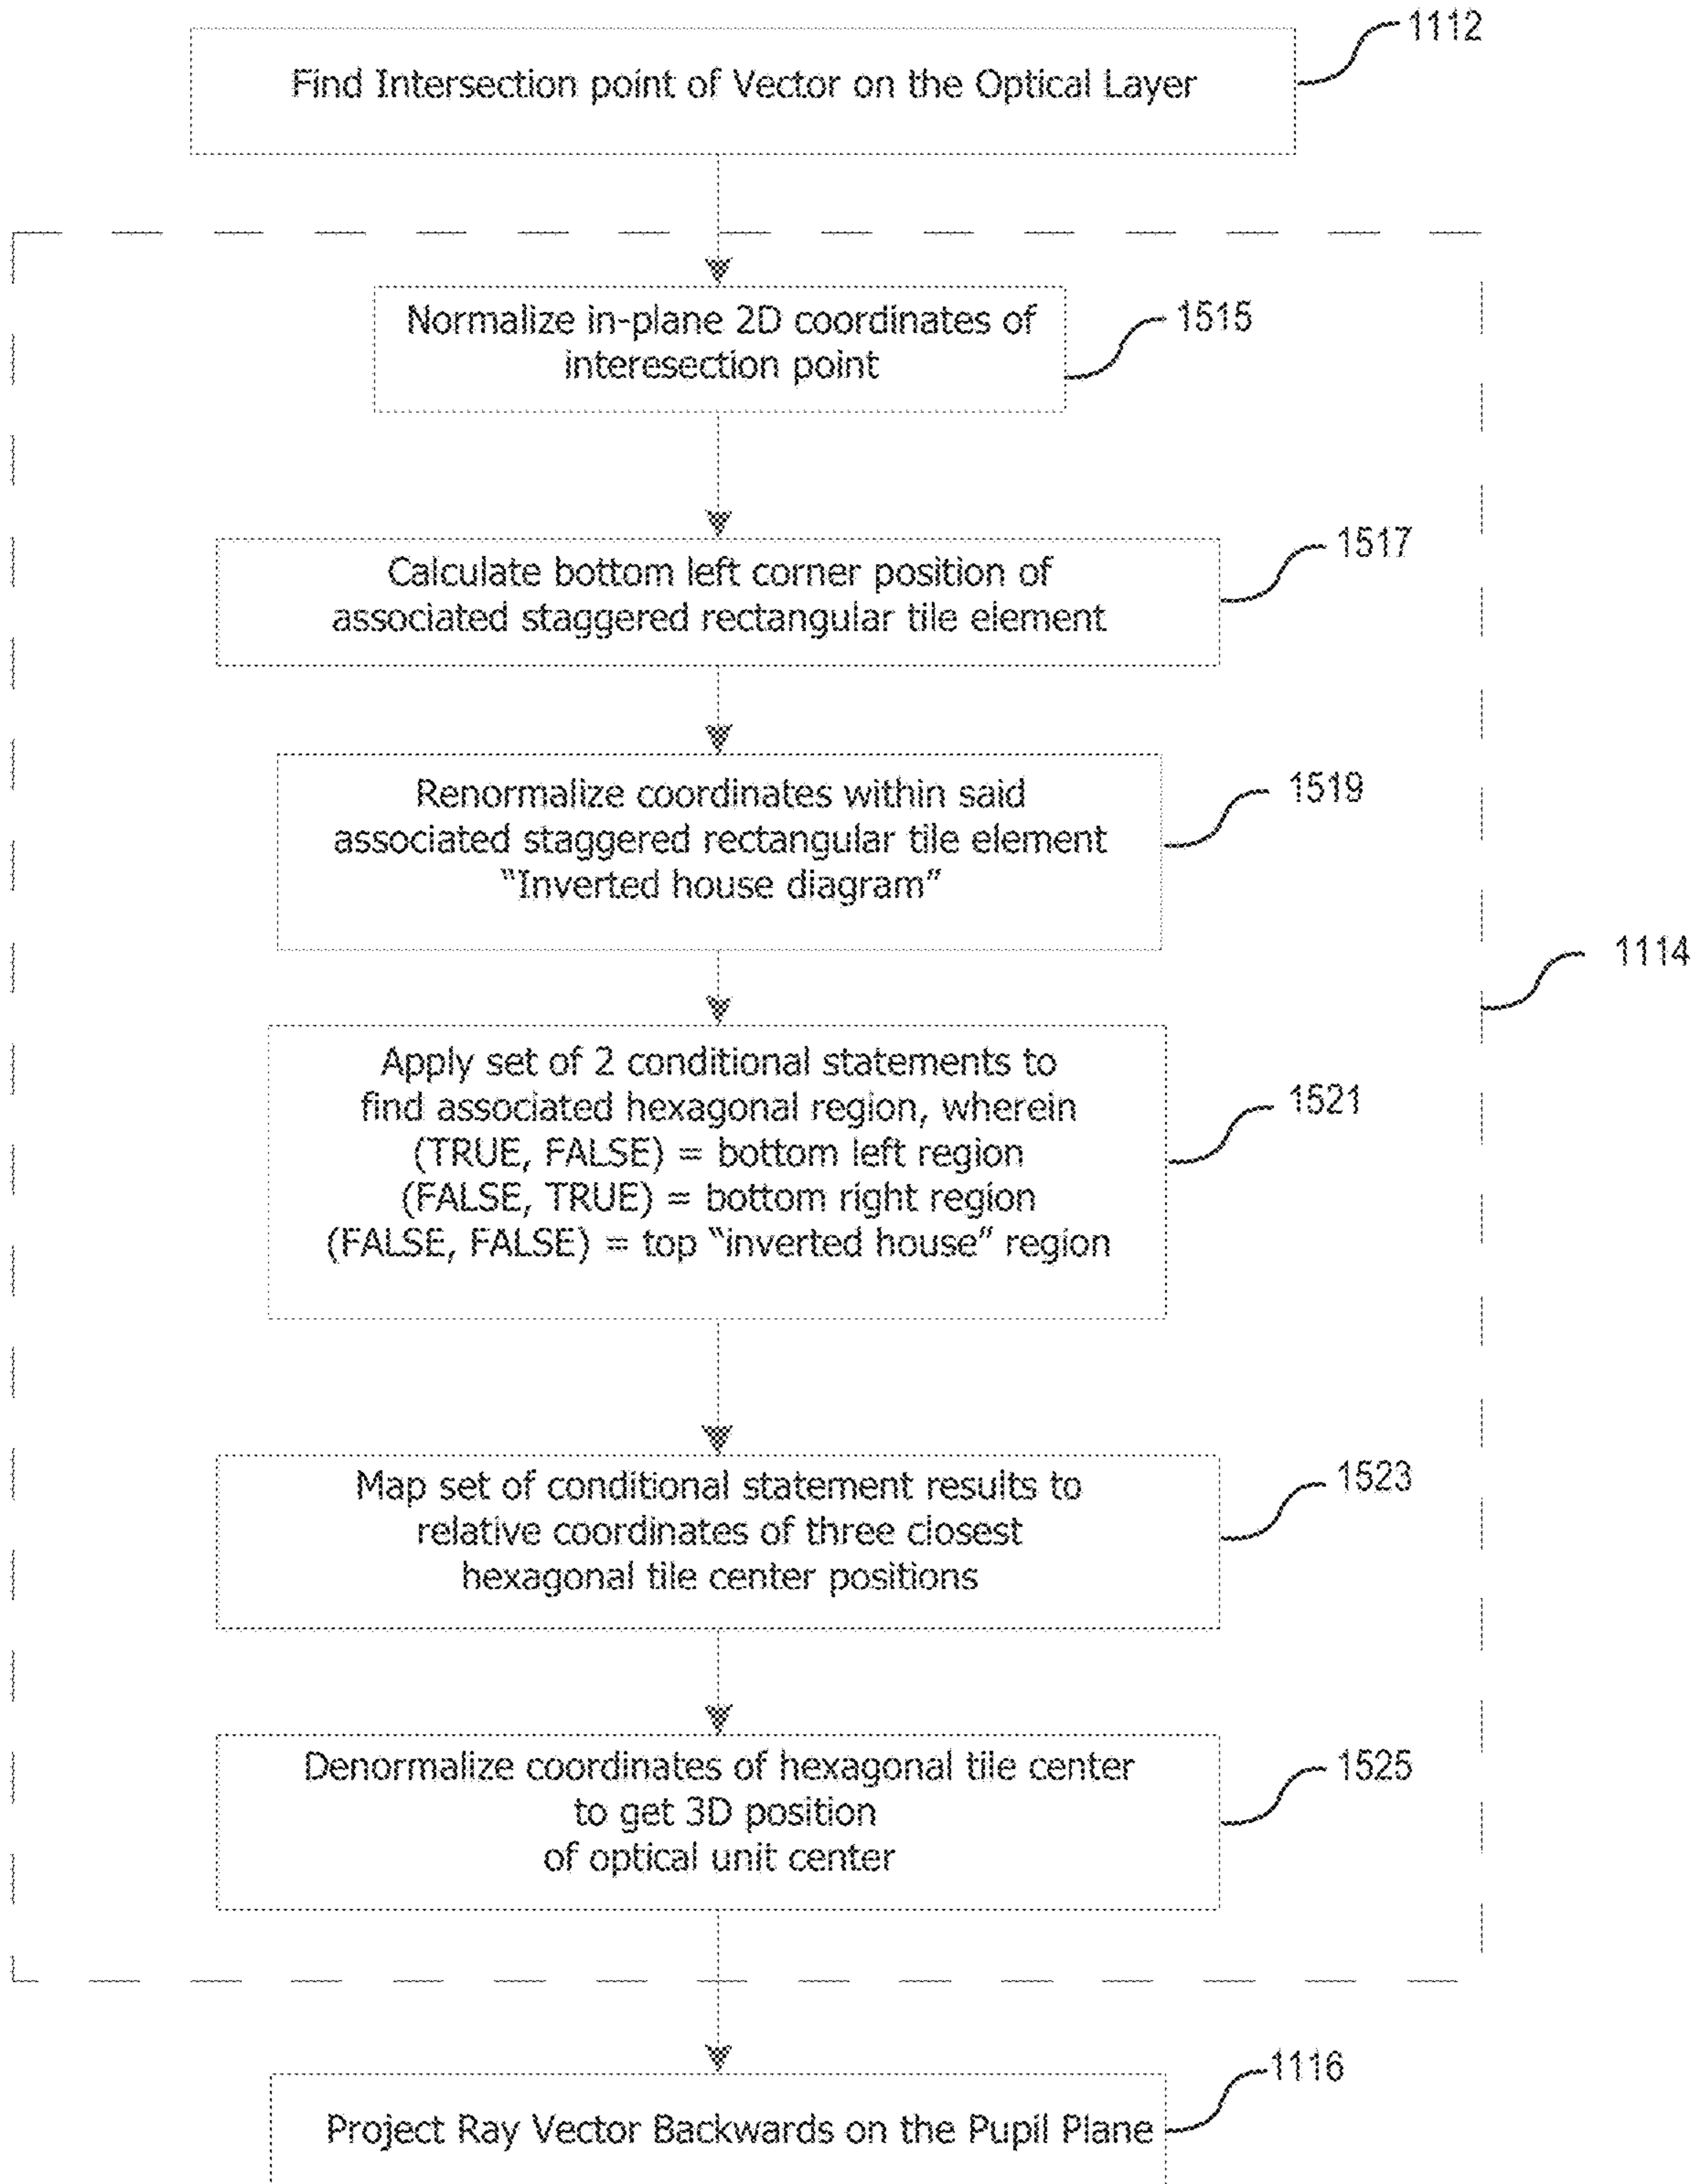 1112
Find Intersection point of Vector on the Optical Layer
Normalize in-plane 2D coordinates of
interesection point
1515
Calculate bottom left corner position of
associated staggered rectangular tile element
1517
Renormalize coordinates within said
associated staggered rectangular tile element
“Inverted house diagram”
1519
Apply set of 2 conditional statements to
find associated hexagonal region, wherein
(TRUE, FALSE) = bottom left region
(FALSE, TRUE) = bottom right region
(FALSE, FALSE) = top “inverted house” region
1521
1114
Map set of conditional statement results to
relative coordinates of three closest
hexagonal tile center positions
1523
Denormalize coordinates of hexagonal tile center
to get 3D position
of optical unit center
1525
Project Ray Vector Backwards on the Pupil Plane
1116